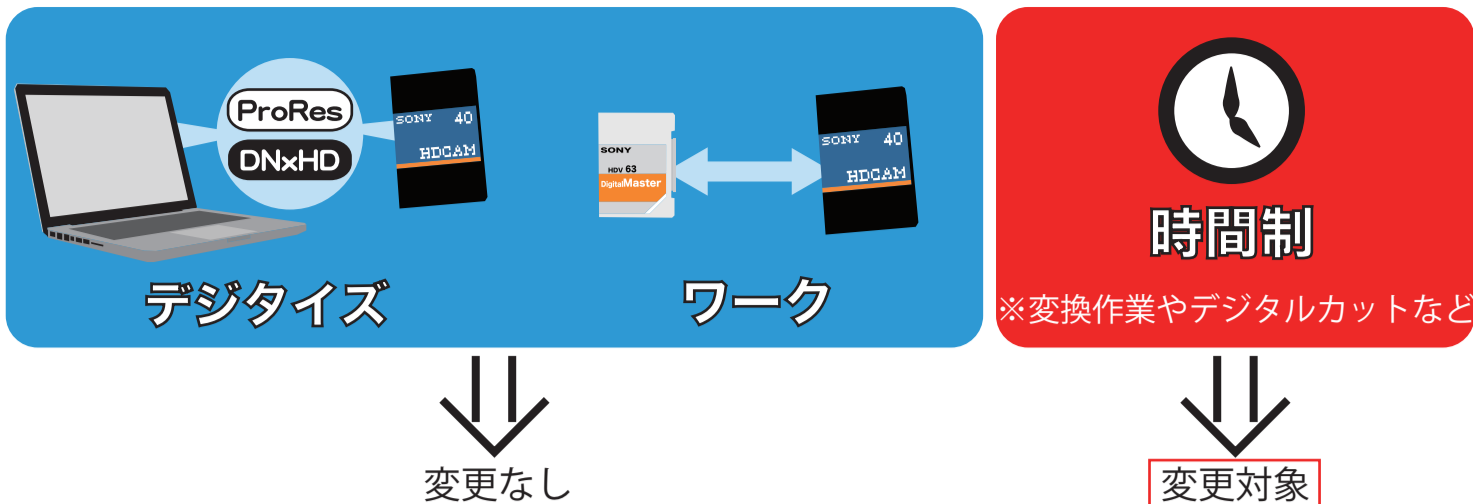 ProRes
DNxHD
SONY 40
HDCAM
デジタイズ
SONY
HDV 63
DigitalMaster
SONY 40
HDCAM
ワーク
時間制
※変換作業やデジタルカットなど
変更なし
変更対象